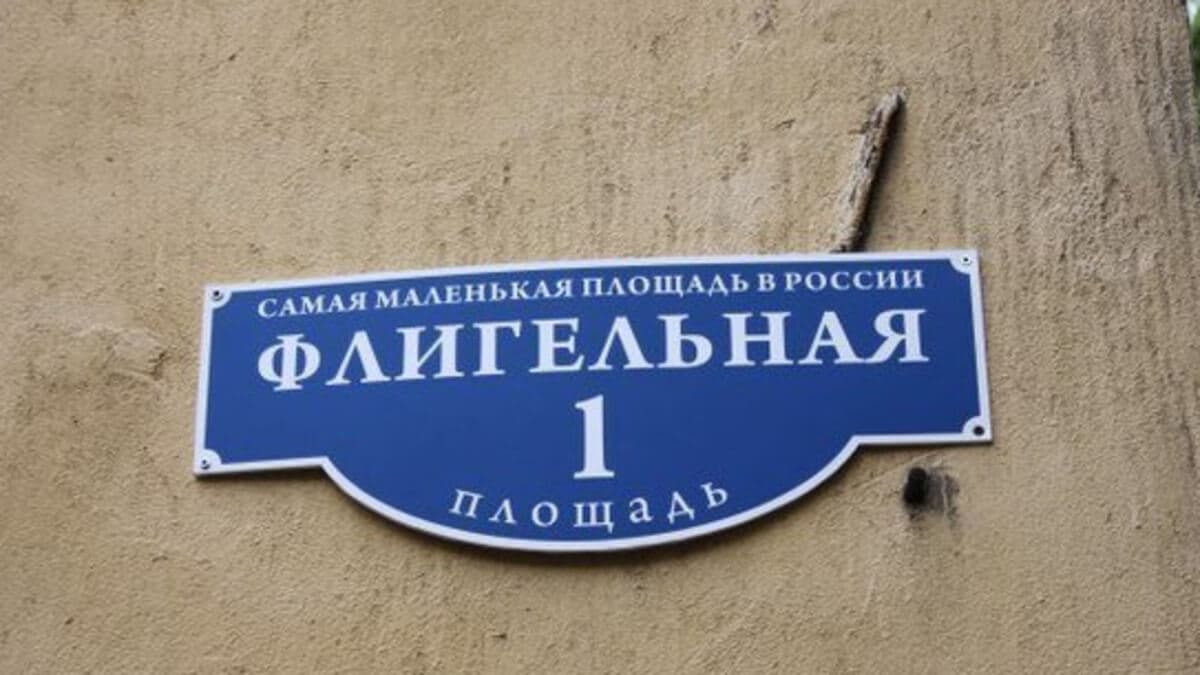 САМАЯ МАЛЕНЬКАЯ ПЛОЩАДЬ В РОССИИ
ФЛИГЕЛЬНАЯ
1
ПЛОЩАДЬ